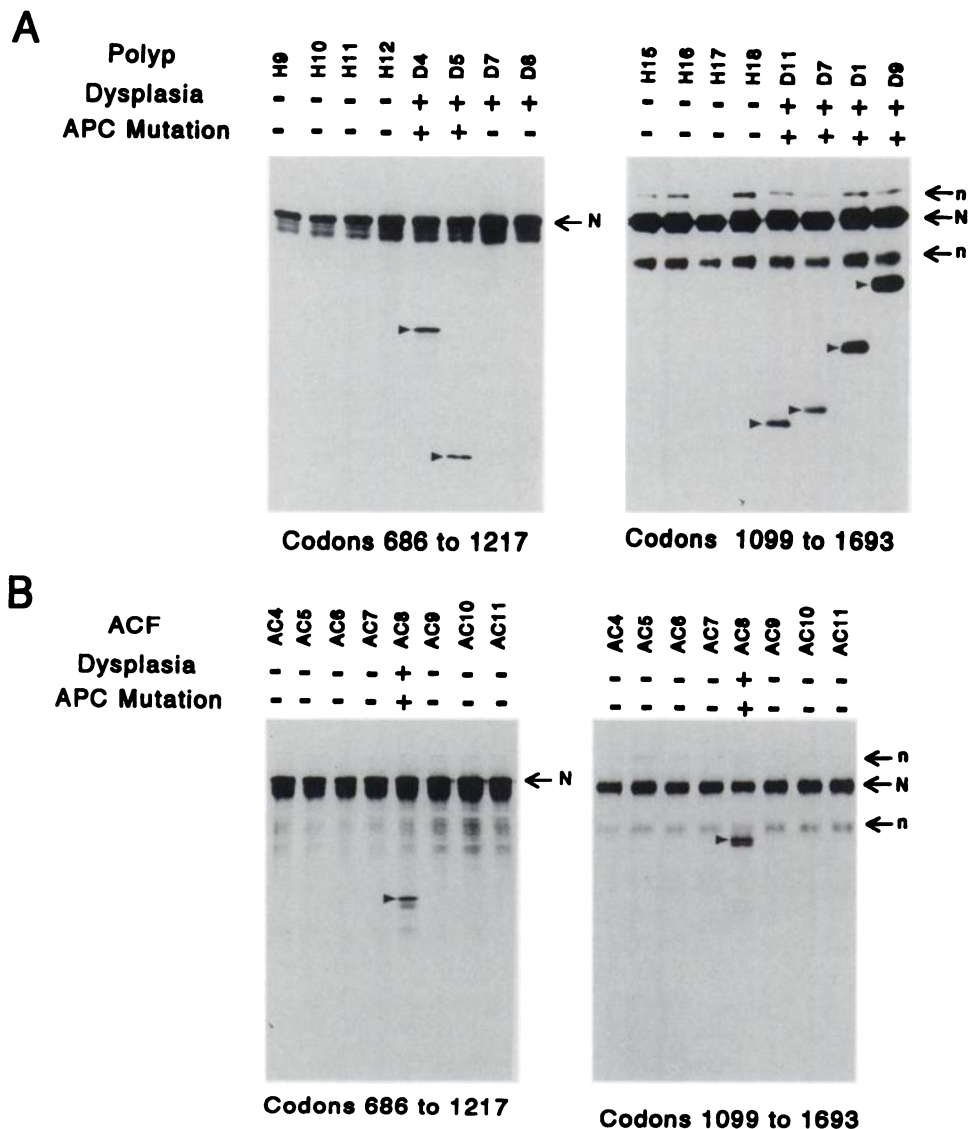 A
Polyp H9 H10 H11 H12 D4 D5 D7 D8 H15 H16 H17 H18 D11 D7 D1 D9
Dysplasia - - - - + + + + - - - - + + + +
APC Mutation - - - - + + - - - - - - + + + +
←n
←N ←N
←n
Codons 686 to 1217 Codons 1099 to 1693
B
ACF AC4 AC5 AC6 AC7 AC8 AC9 AC10 AC11 AC4 AC5 AC6 AC7 AC8 AC9 AC10 AC11
Dysplasia - - - - + - - - - - - - + - - -
APC Mutation - - - - + - - - - - - - + - - -
←n
←N ←N
←n
Codons 686 to 1217 Codons 1099 to 1693